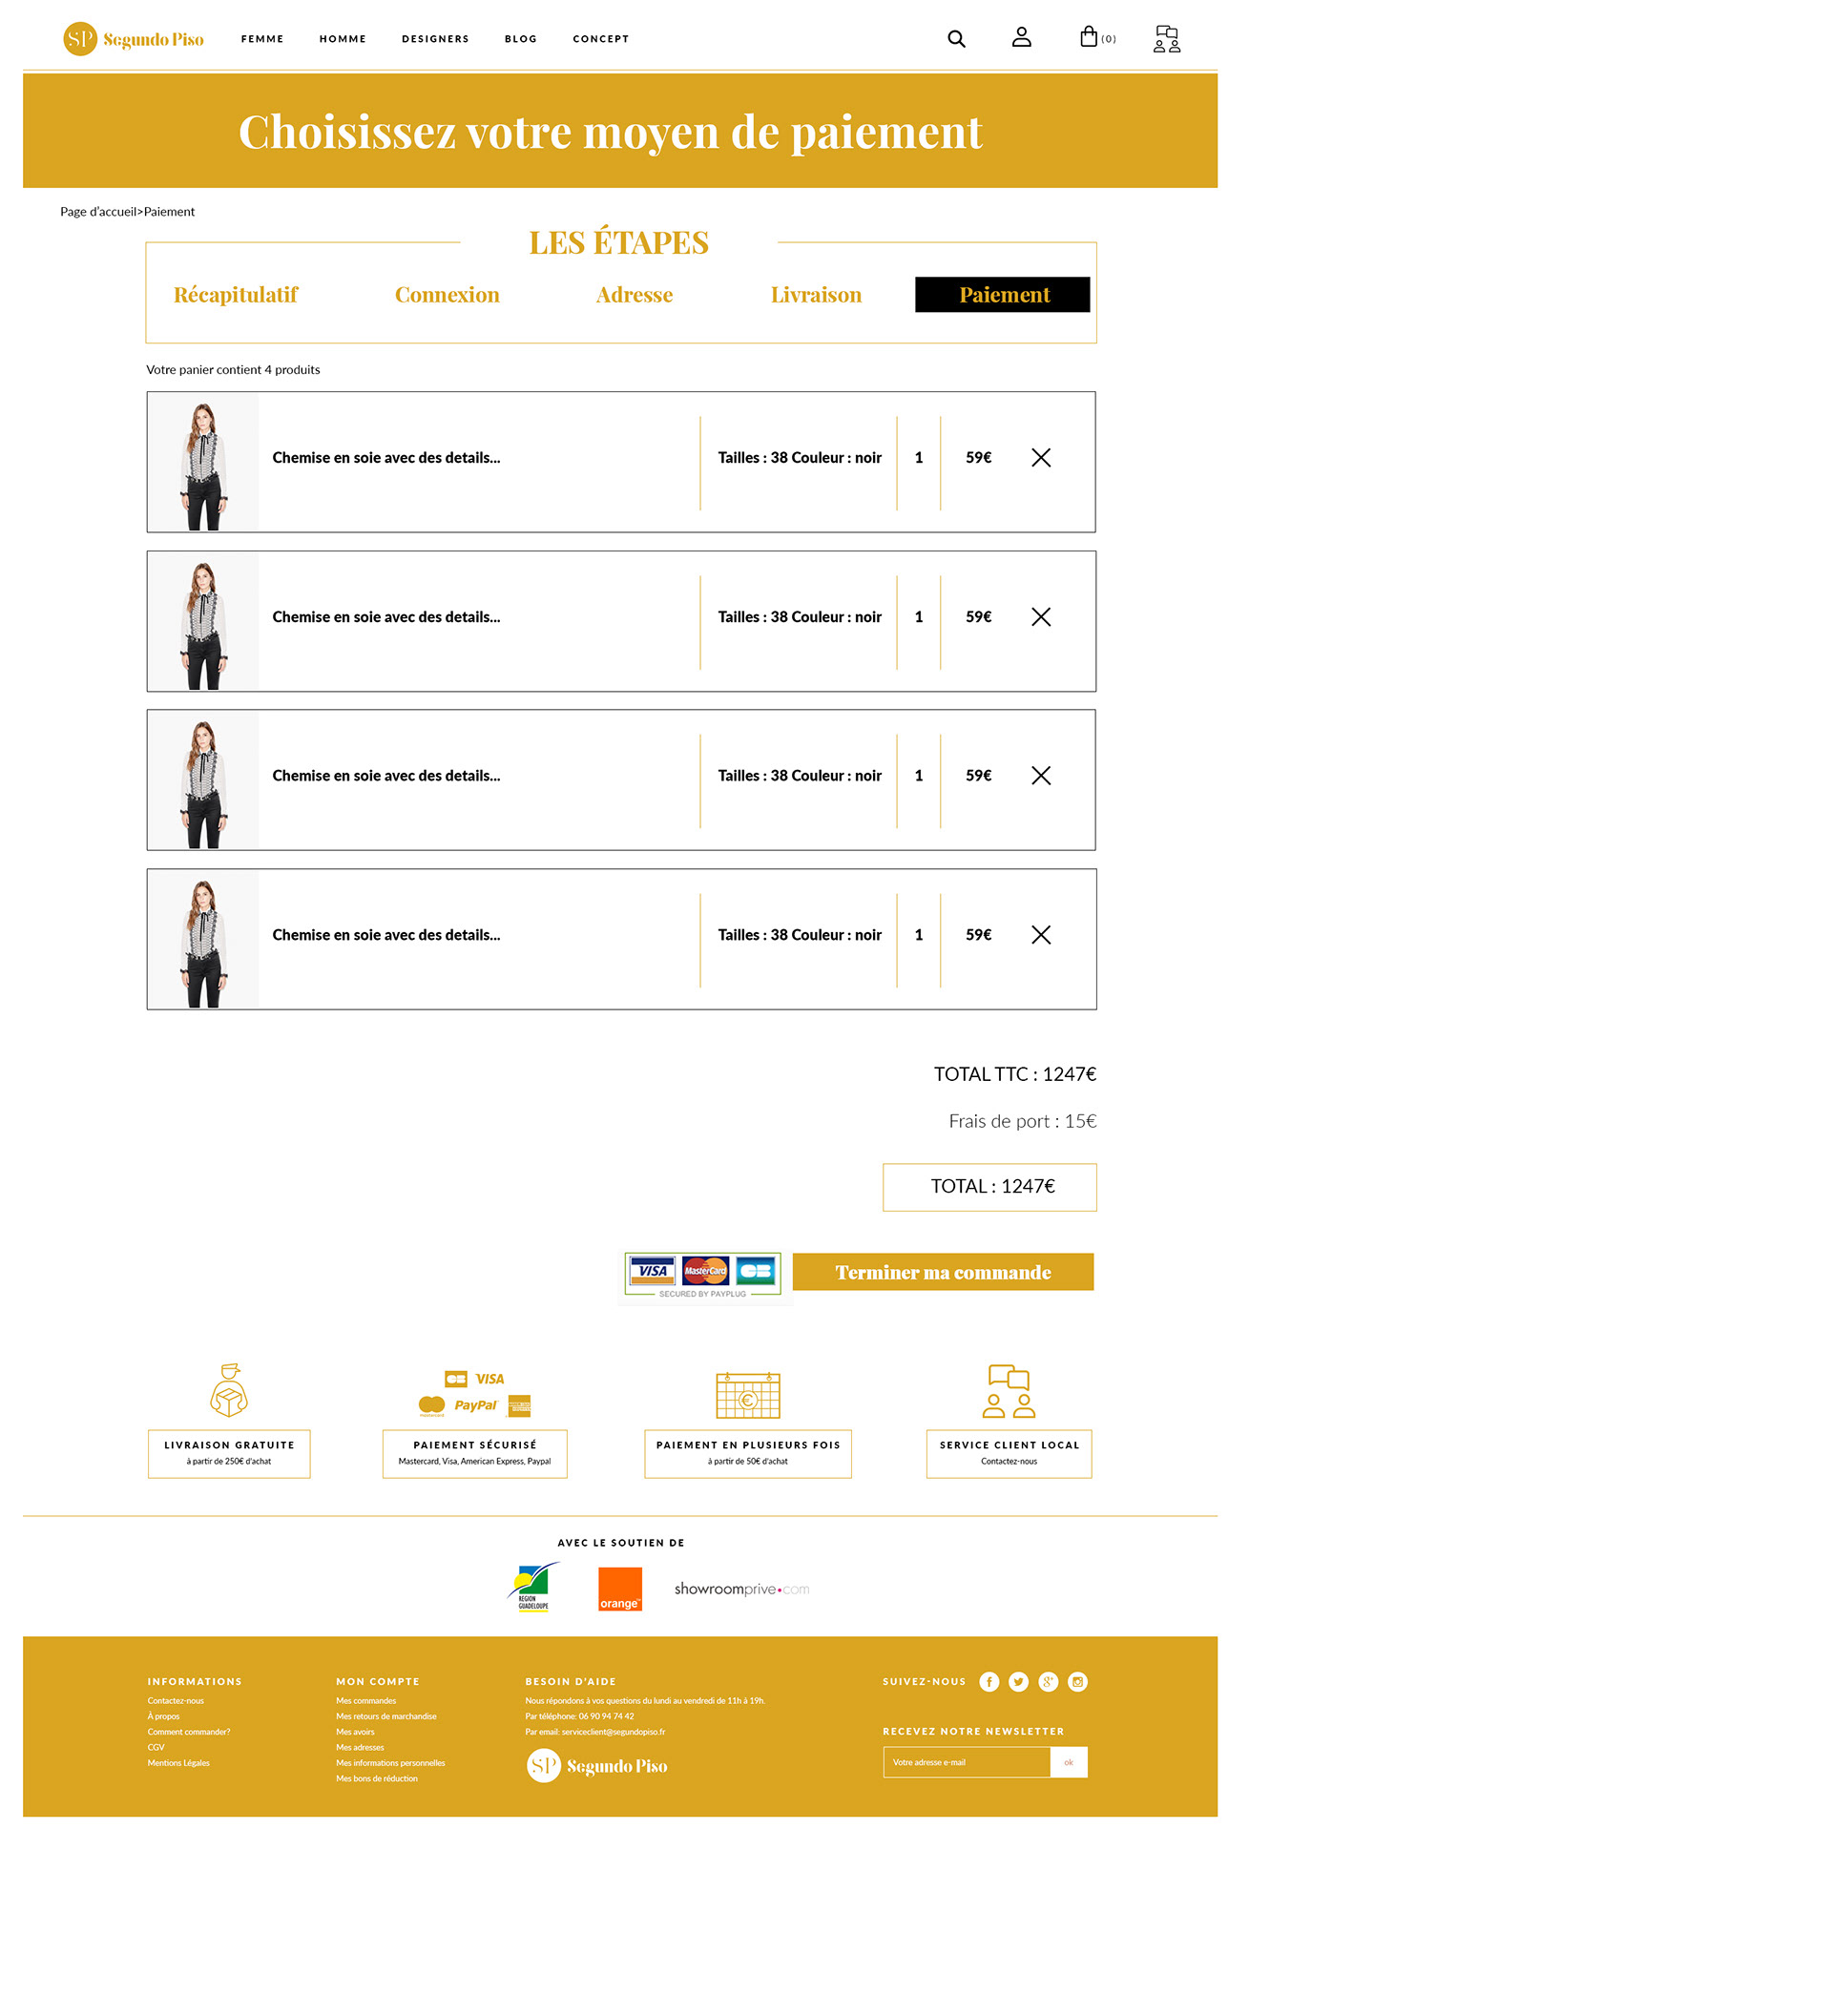 SP Segundo Piso FEMME HOMME DESIGNERS BLOG CONCEPT (0)
Choisissez votre moyen de paiement
Page d'accueil>Paiement
LES ÉTAPES
Récapitulatif Connexion Adresse Livraison Paiement
Votre panier contient 4 produits
Chemise en soie avec des details... Tailles : 38 Couleur : noir 1 59€
Chemise en soie avec des details... Tailles : 38 Couleur : noir 1 59€
Chemise en soie avec des details... Tailles : 38 Couleur : noir 1 59€
Chemise en soie avec des details... Tailles : 38 Couleur : noir 1 59€
TOTAL TTC : 1247€
Frais de port : 15€
TOTAL : 1247€
VISA MasterCard CB Terminer ma commande
SECURED BY PAYPLUG
CB VISA
PayPal
mastercard
€
LIVRAISON GRATUITE PAIEMENT SÉCURISÉ PAIEMENT EN PLUSIEURS FOIS SERVICE CLIENT LOCAL
à partir de 250€ d'achat Mastercard, Visa, American Express, Paypal à partir de 50€ d'achat Contactez-nous
AVEC LE SOUTIEN DE
REGION
GUADELOUPE
orange™
showroomprive.com
INFORMATIONS
Contactez-nous
À propos
Comment commander?
CGV
Mentions Légales
MON COMPTE
Mes commandes
Mes retours de marchandise
Mes avoirs
Mes adresses
Mes informations personnelles
Mes bons de réduction
BESOIN D'AIDE
Nous répondons à vos questions du lundi au vendredi de 11h à 19h.
Par téléphone: 06 90 94 74 42
Par email: serviceclient@segundopiso.fr
SP Segundo Piso
SUIVEZ-NOUS f g+
RECEVEZ NOTRE NEWSLETTER
Votre adresse e-mail ok